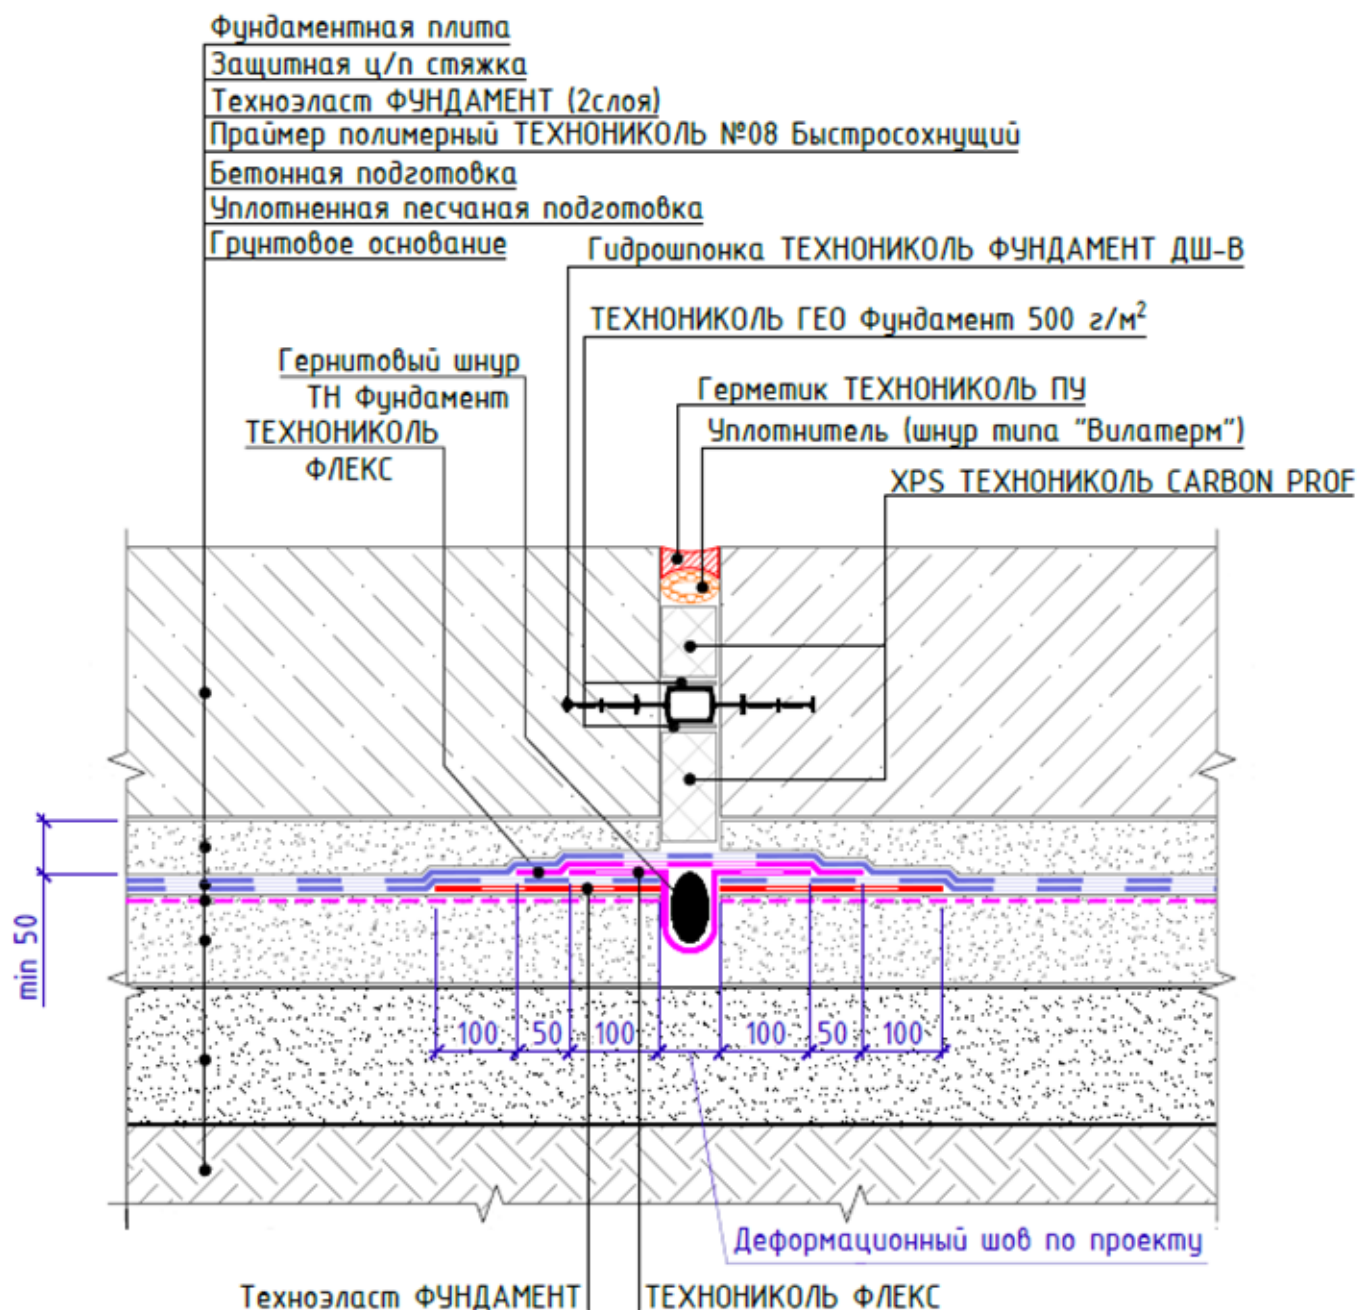 Фундаментная плита
Защитная ц/п стяжка
Техноэласт ФУНДАМЕНТ (2слоя)
Праймер полимерный ТЕХНОНИКОЛЬ №08 Быстросохнущий
Бетонная подготовка
Уплотненная песчаная подготовка
Грунтовое основание
Гидрошпонка ТЕХНОНИКОЛЬ ФУНДАМЕНТ ДШ-В
ТЕХНОНИКОЛЬ ГЕО Фундамент 500 г/м²
Гернитовый шнур
ТН Фундамент
ТЕХНОНИКОЛЬ
ФЛЕКС
Герметик ТЕХНОНИКОЛЬ ПУ
Уплотнитель (шнур типа "Вилатерм")
XPS ТЕХНОНИКОЛЬ CARBON PROF
min 50
100 50 100 100 50 100
Деформационный шов по проекту
Техноэласт ФУНДАМЕНТ
ТЕХНОНИКОЛЬ ФЛЕКС